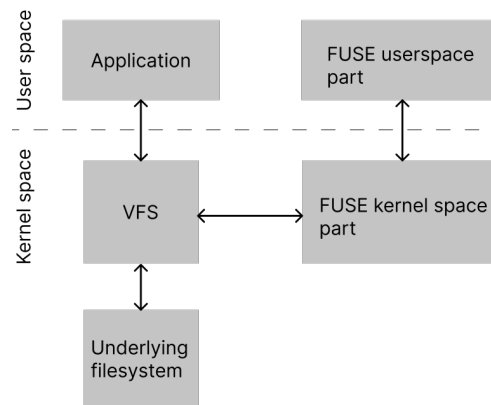 User space
Application
FUSE userspace
part
Kernel space
VFS
FUSE kernel space
part
Underlying
filesystem